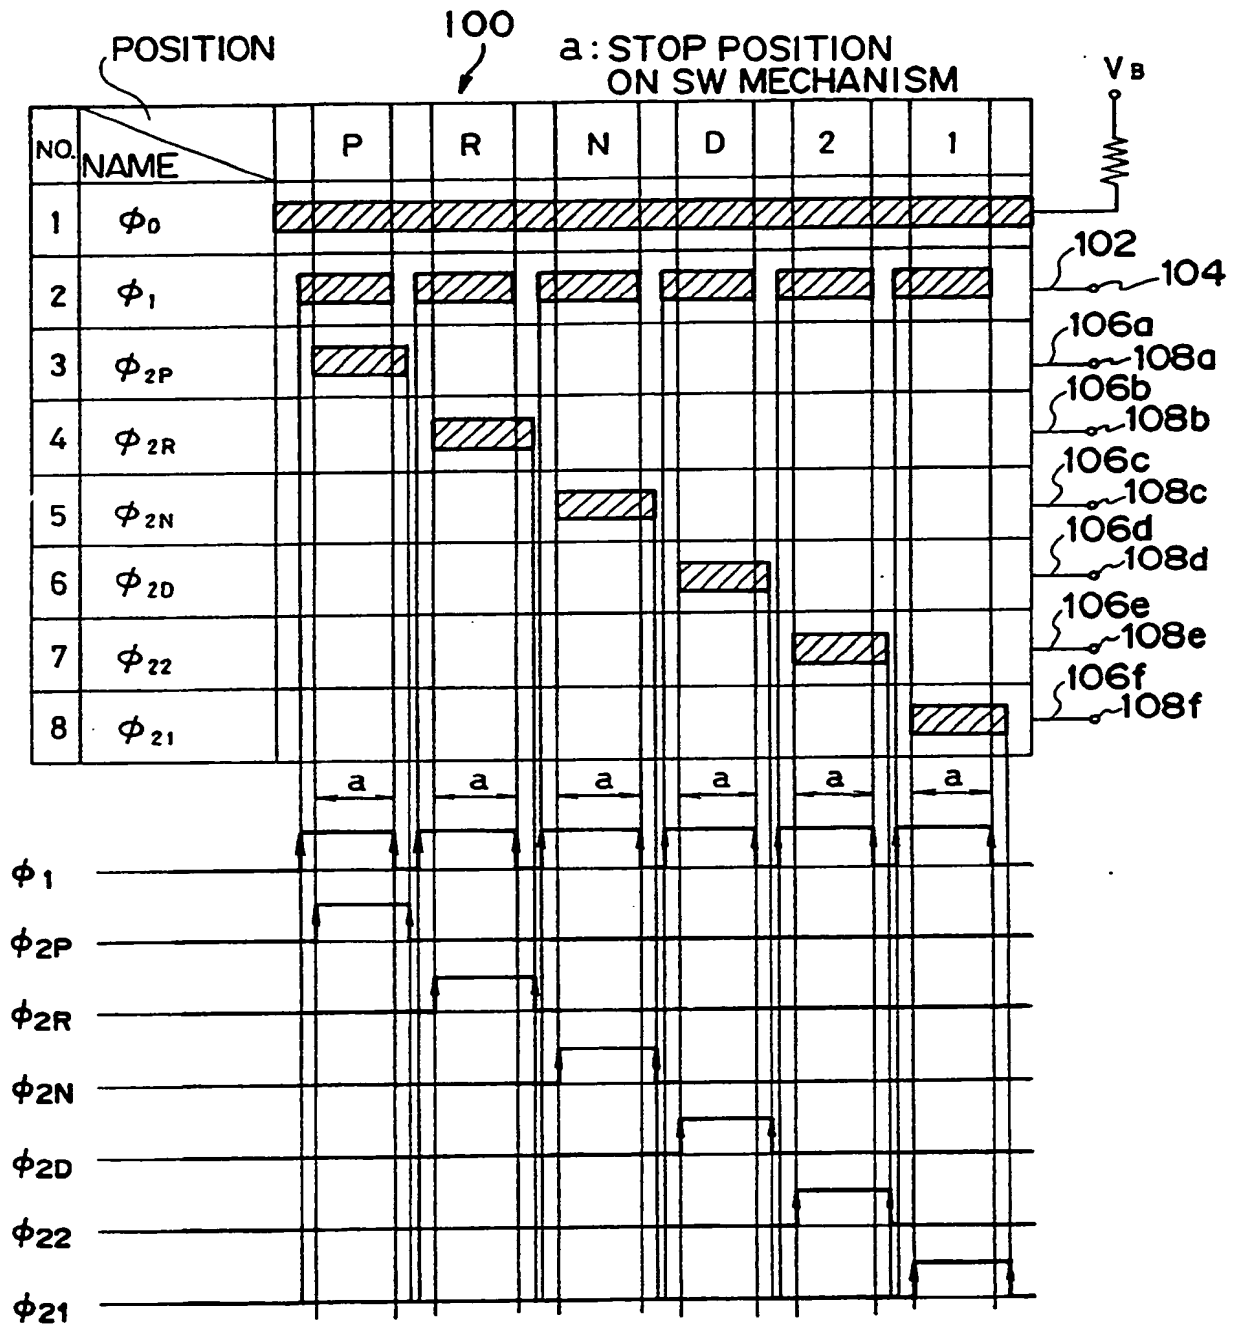 POSITION
100
a: STOP POSITION
ON SW MECHANISM
VB
NO. NAME P R N D 2 1
1 ϕ0
2 ϕ1
102
104
3 ϕ2P
106a
108a
4 ϕ2R
106b
108b
5 ϕ2N
106c
108c
6 ϕ2D
106d
108d
7 ϕ22
106e
108e
8 ϕ21
106f
108f
a a a a a a
ϕ1
ϕ2P
ϕ2R
ϕ2N
ϕ2D
ϕ22
ϕ21